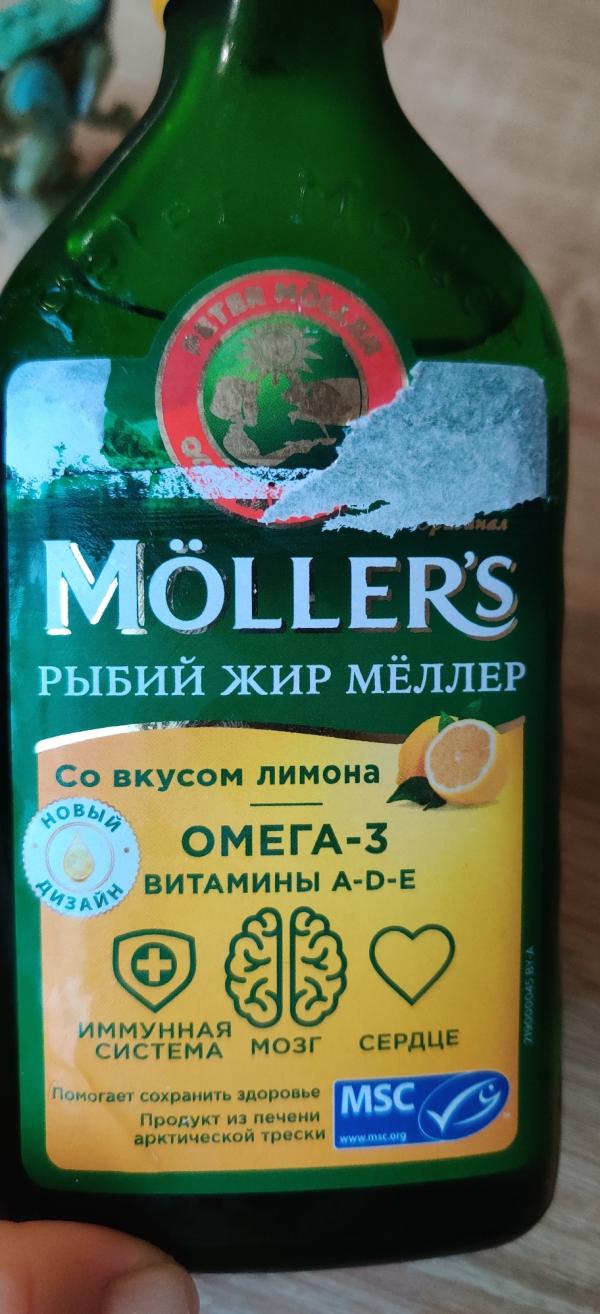 PETER MÖLLER
MÖLLER'S
РЫБИЙ ЖИР МЁЛЛЕР
Со вкусом лимона
НОВЫЙ
ДИЗАЙН
ОМЕГА-3
ВИТАМИНЫ A-D-E
ИММУННАЯ
СИСТЕМА
МОЗГ
СЕРДЦЕ
Помогает сохранить здоровье
Продукт из печени
арктической трески
MSC
www.msc.org